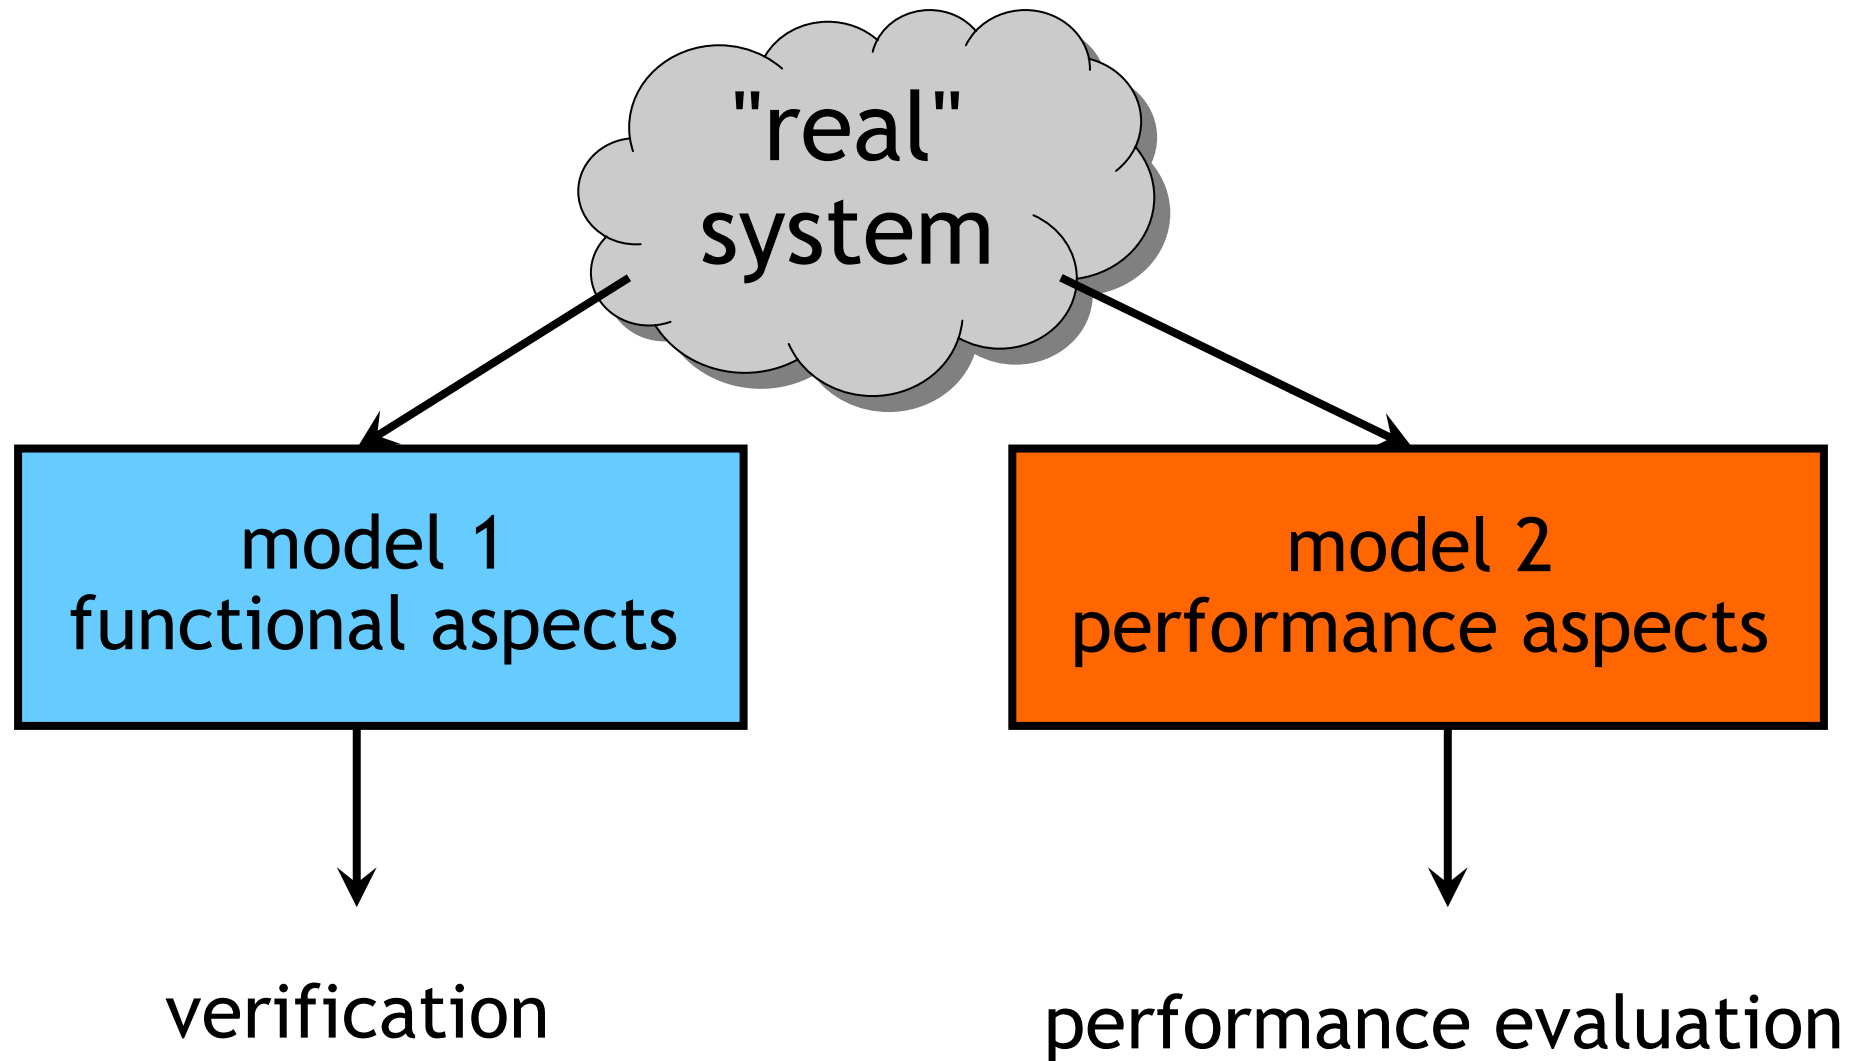 "real"
system
model 1
functional aspects
model 2
performance aspects
verification
performance evaluation